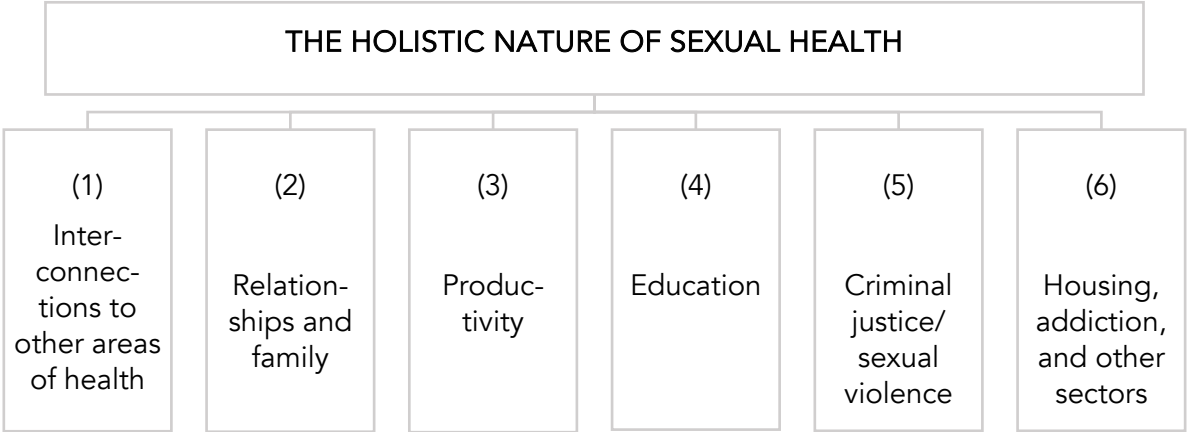 THE HOLISTIC NATURE OF SEXUAL HEALTH
(1)
Inter-
connec-
tions to
other areas
of health
(2)
Relation-
ships and
family
(3)
Produc-
tivity
(4)
Education
(5)
Criminal
justice/
sexual
violence
(6)
Housing,
addiction,
and other
sectors